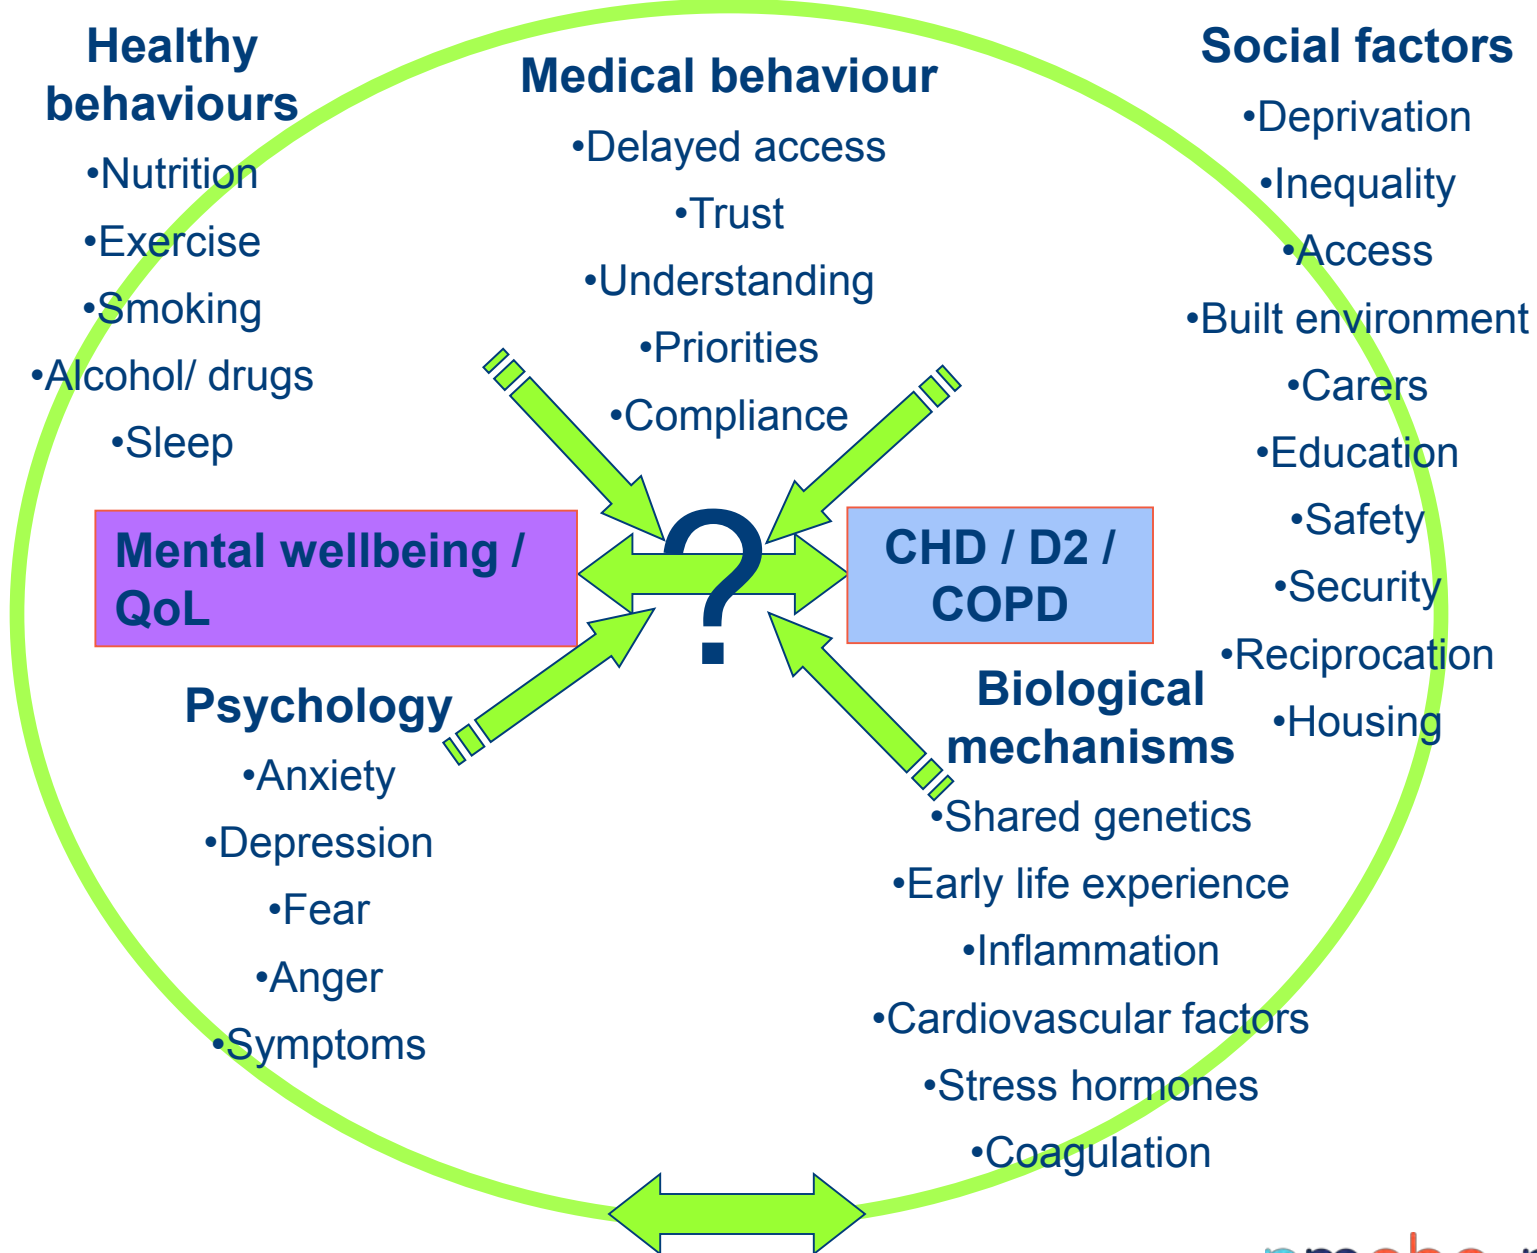 Healthy
behaviours
•Nutrition
•Exercise
•Smoking
•Alcohol/ drugs
•Sleep
Medical behaviour
•Delayed access
•Trust
•Understanding
•Priorities
•Compliance
Social factors
•Deprivation
•Inequality
•Access
•Built environment
•Carers
•Education
•Safety
•Security
•Reciprocation
•Housing
Mental wellbeing /
QoL
?
CHD / D2 /
COPD
Psychology
•Anxiety
•Depression
•Fear
•Anger
•Symptoms
Biological
mechanisms
•Shared genetics
•Early life experience
•Inflammation
•Cardiovascular factors
•Stress hormones
•Coagulation